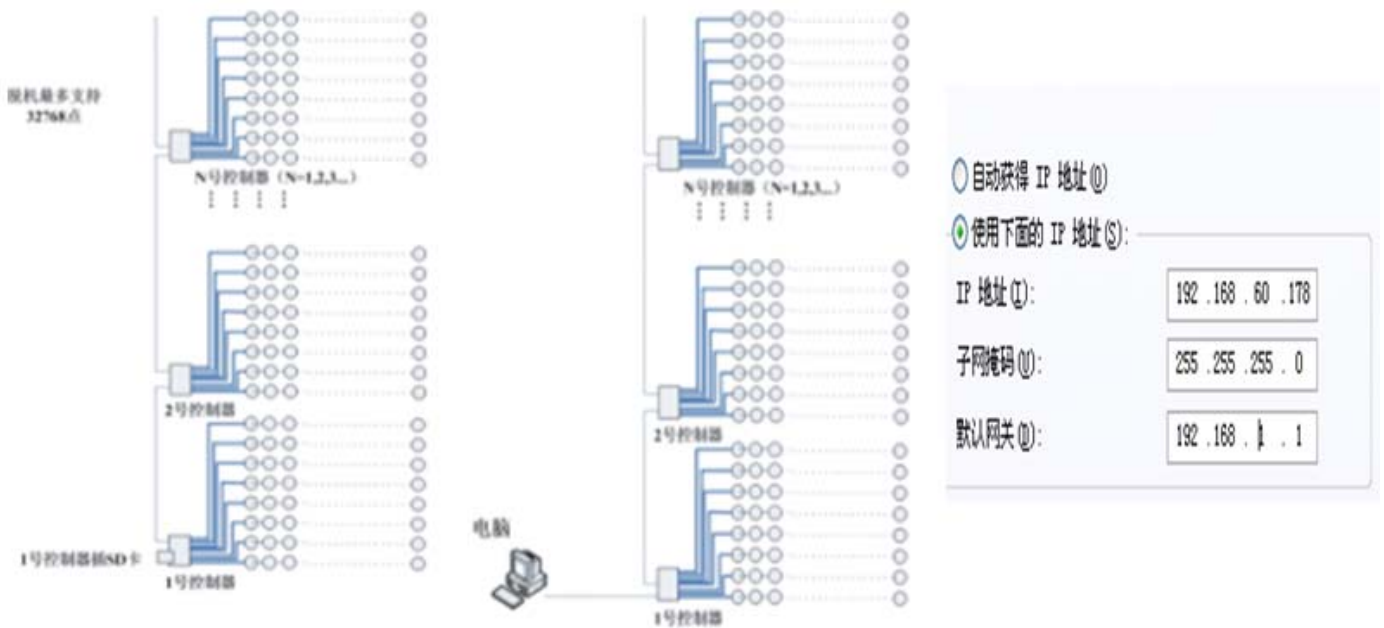 脱机最多支持
32768点
N号控制器（N=1,2,3...）
2号控制器
1号控制器插SD卡
1号控制器
N号控制器（N=1,2,3...）
2号控制器
电脑
1号控制器
自动获得 IP 地址(O)
使用下面的 IP 地址(S):
IP 地址(I): 192 .168 .60 .178
子网掩码(U): 255 .255 .255 . 0
默认网关(D): 192 .168 . 1 . 1